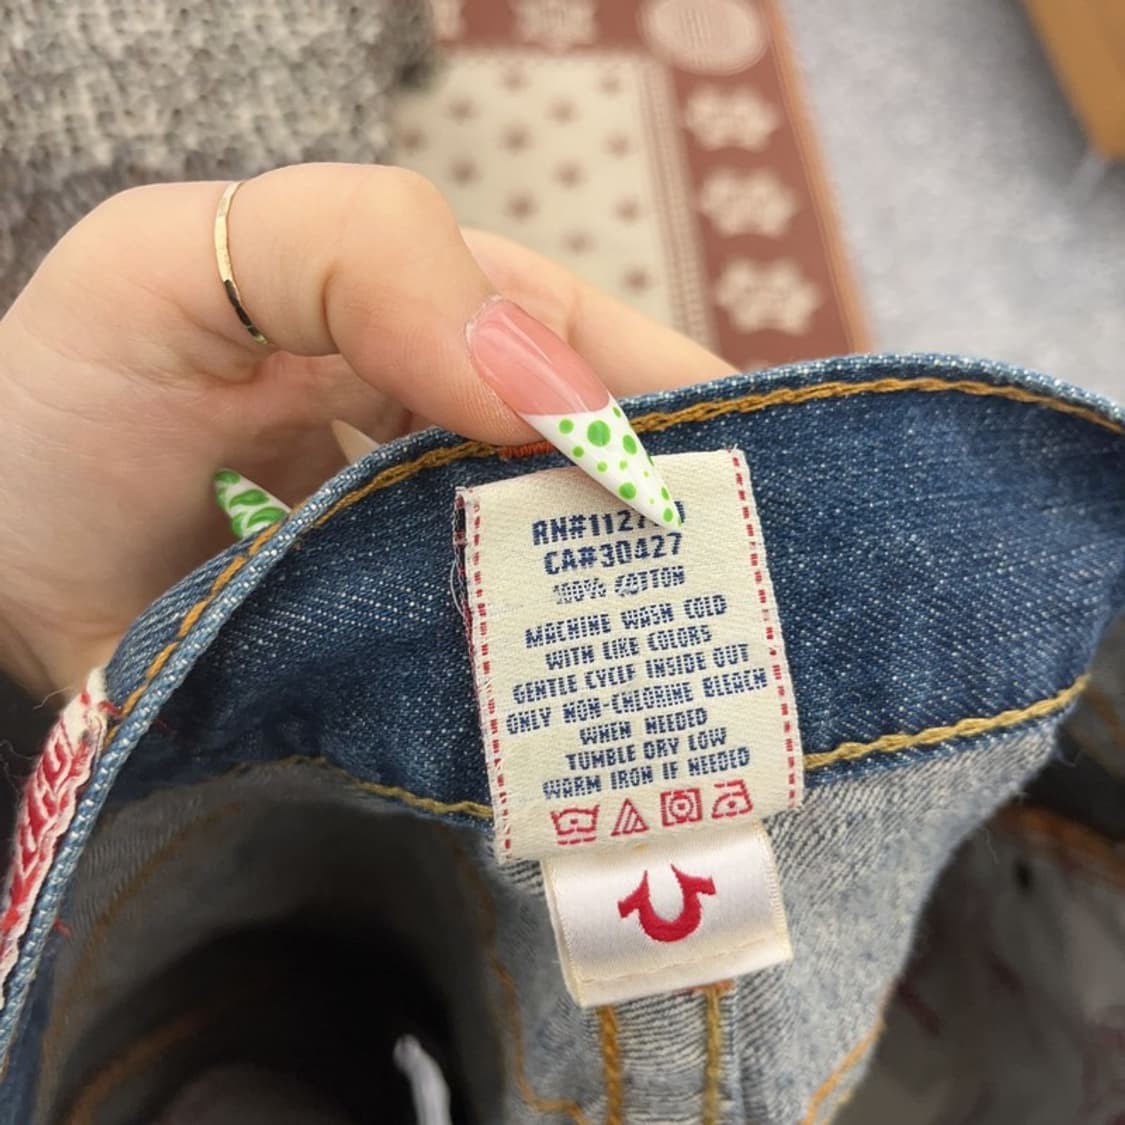 RN#112
CA#30427
100% COTTON
MACHINE WASH COLD
WITH LIKE COLORS
GENTLE CYCLE INSIDE OUT
ONLY NON-CHLORINE BLEACH
WHEN NEEDED
TUMBLE DRY LOW
WARM IRON IF NEEDED